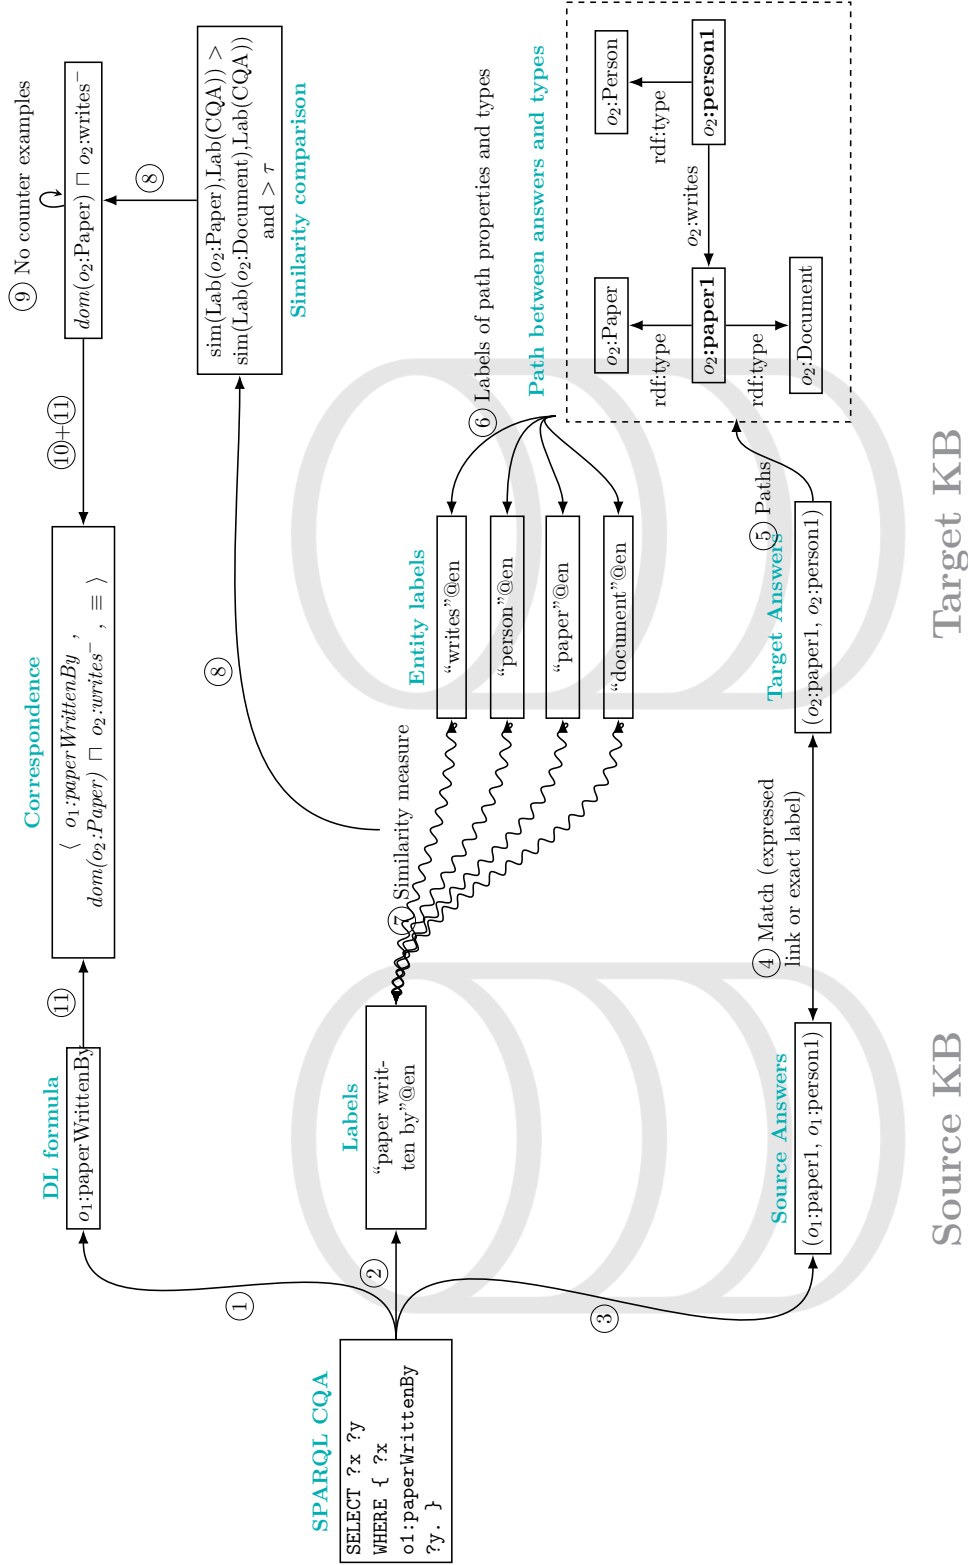 SPARQL CQA
SELECT ?x ?y
WHERE { ?x
o1:paperWrittenBy
?y. }
1
2
3
DL formula
o₁:paperWrittenBy
11
Labels
“paper writ-
ten by”@en
Source Answers
(o₁:paper1, o₁:person1)
Source KB
4 Match (expressed
link or exact label)
Correspondence
⟨ o₁:paperWrittenBy ,
dom(o₂:Paper) ⊓ o₂:writes⁻ , ≡ ⟩
7 Similarity measure
8
Entity labels
“writes”@en
“person”@en
“paper”@en
“document”@en
Target Answers
(o₂:paper1, o₂:person1)
Target KB
5 Paths
6 Labels of path properties and types
Path between answers and types
o₂:Paper
rdf:type
o₂:paper1
rdf:type
o₂:Document
o₂:writes
o₂:Person
rdf:type
o₂:person1
10+11
9 No counter examples
dom(o₂:Paper) ⊓ o₂:writes⁻
8
sim(Lab(o₂:Paper),Lab(CQA)) >
sim(Lab(o₂:Document),Lab(CQA))
and > τ
Similarity comparison